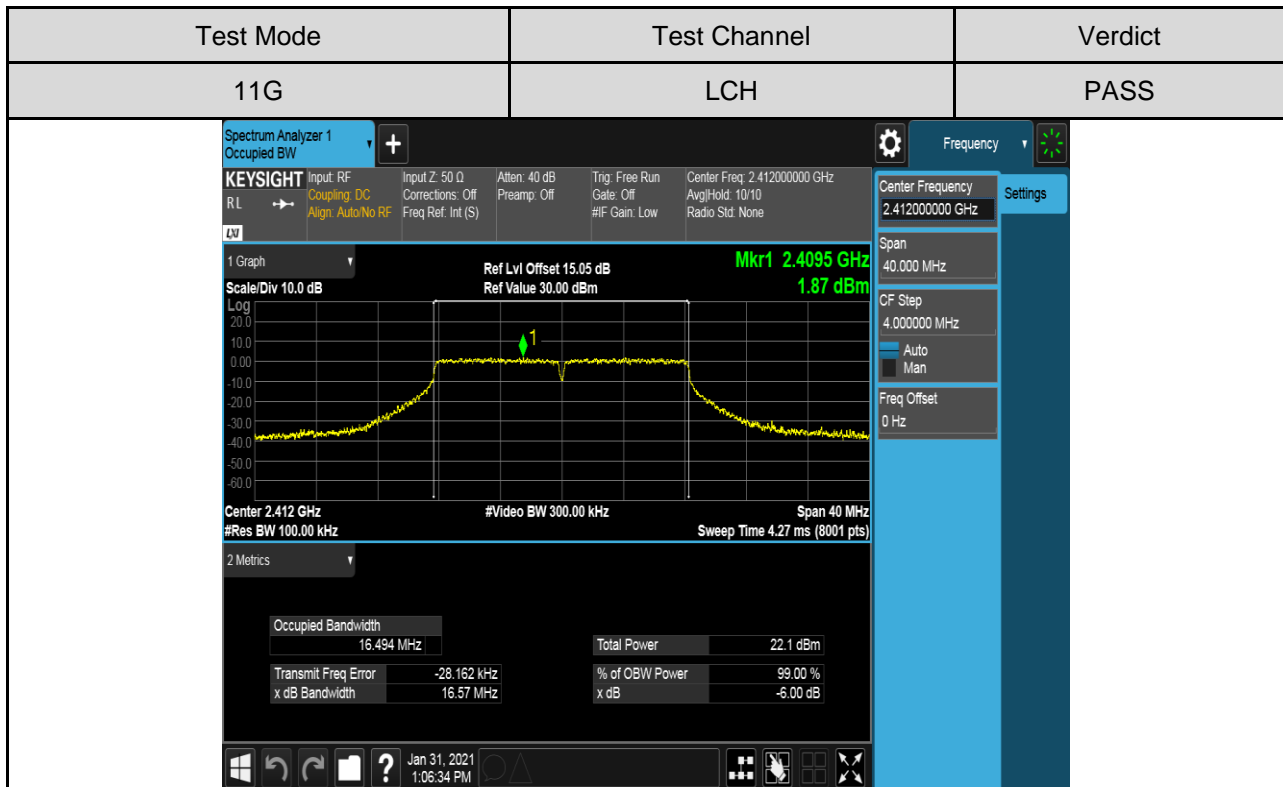 Test Mode Test Channel Verdict
11G LCH PASS
Spectrum Analyzer 1
Occupied BW
+
Frequency
KEYSIGHT Input: RF Input Z: 50 Ω Atten: 40 dB Trig: Free Run Center Freq: 2.412000000 GHz
RL Coupling: DC Corrections: Off Preamp: Off Gate: Off Avg|Hold: 10/10
Align: Auto/No RF Freq Ref: Int (S) #IF Gain: Low Radio Std: None
LXI
Center Frequency
2.412000000 GHz
Settings
Span
40.000 MHz
CF Step
4.000000 MHz
Auto
Man
Freq Offset
0 Hz
1 Graph Ref Lvl Offset 15.05 dB Mkr1 2.4095 GHz
Scale/Div 10.0 dB Ref Value 30.00 dBm 1.87 dBm
Log
20.0
10.0
1
0.00
-10.0
-20.0
-30.0
-40.0
-50.0
-60.0
Center 2.412 GHz #Video BW 300.00 kHz Span 40 MHz
#Res BW 100.00 kHz Sweep Time 4.27 ms (8001 pts)
2 Metrics
Occupied Bandwidth
16.494 MHz Total Power 22.1 dBm
Transmit Freq Error -28.162 kHz % of OBW Power 99.00 %
x dB Bandwidth 16.57 MHz x dB -6.00 dB
? Jan 31, 2021
1:06:34 PM